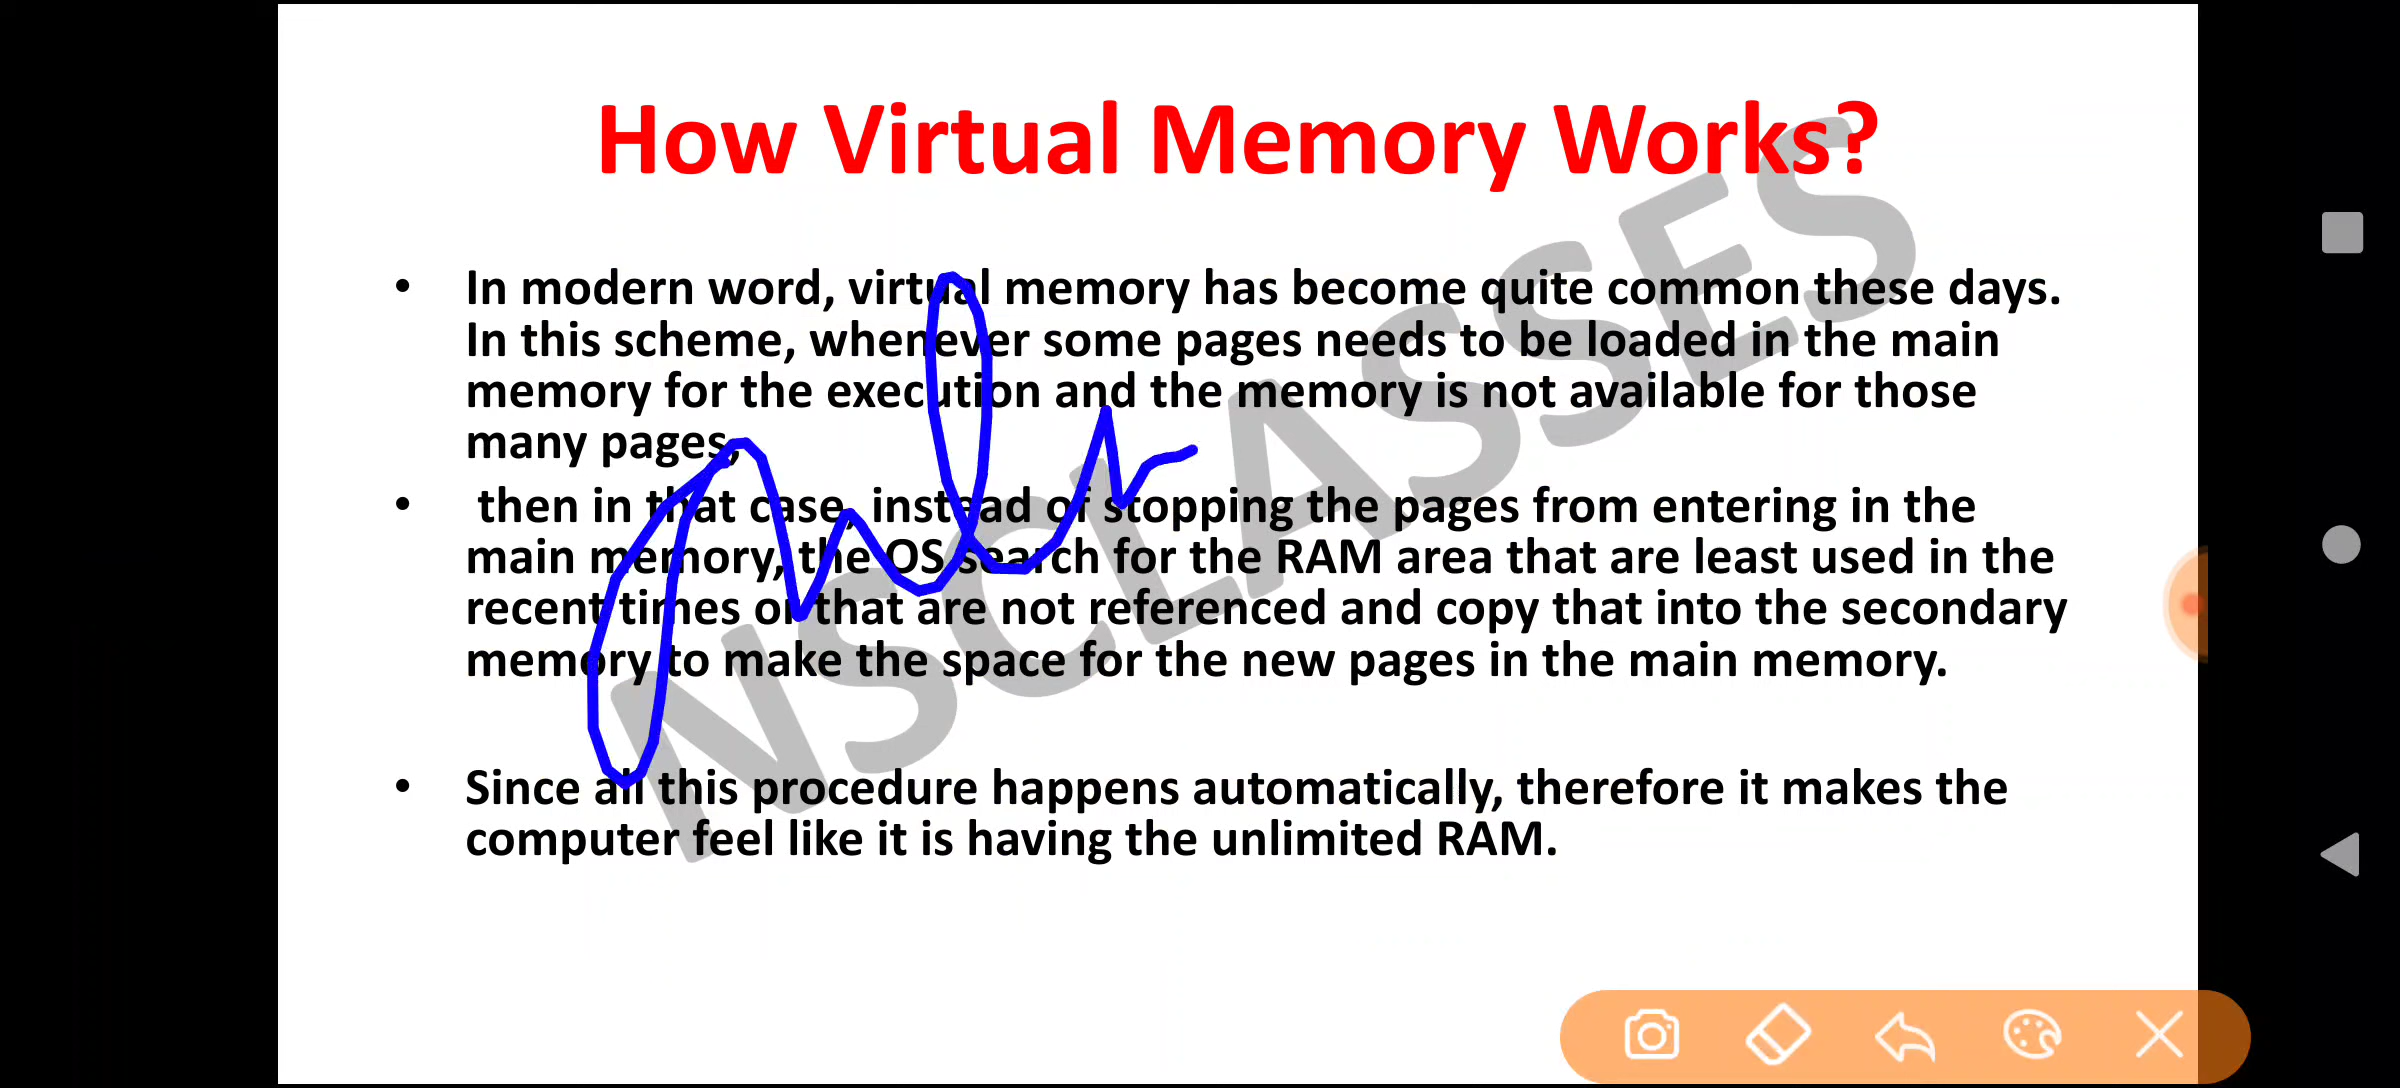 How Virtual Memory Works?
• In modern word, virtual memory has become quite common these days.
In this scheme, whenever some pages needs to be loaded in the main
memory for the execution and the memory is not available for those
many pages,
• then in that case, instead of stopping the pages from entering in the
main memory, the OS search for the RAM area that are least used in the
recent times or that are not referenced and copy that into the secondary
memory to make the space for the new pages in the main memory.
• Since all this procedure happens automatically, therefore it makes the
computer feel like it is having the unlimited RAM.
NSCLASSES